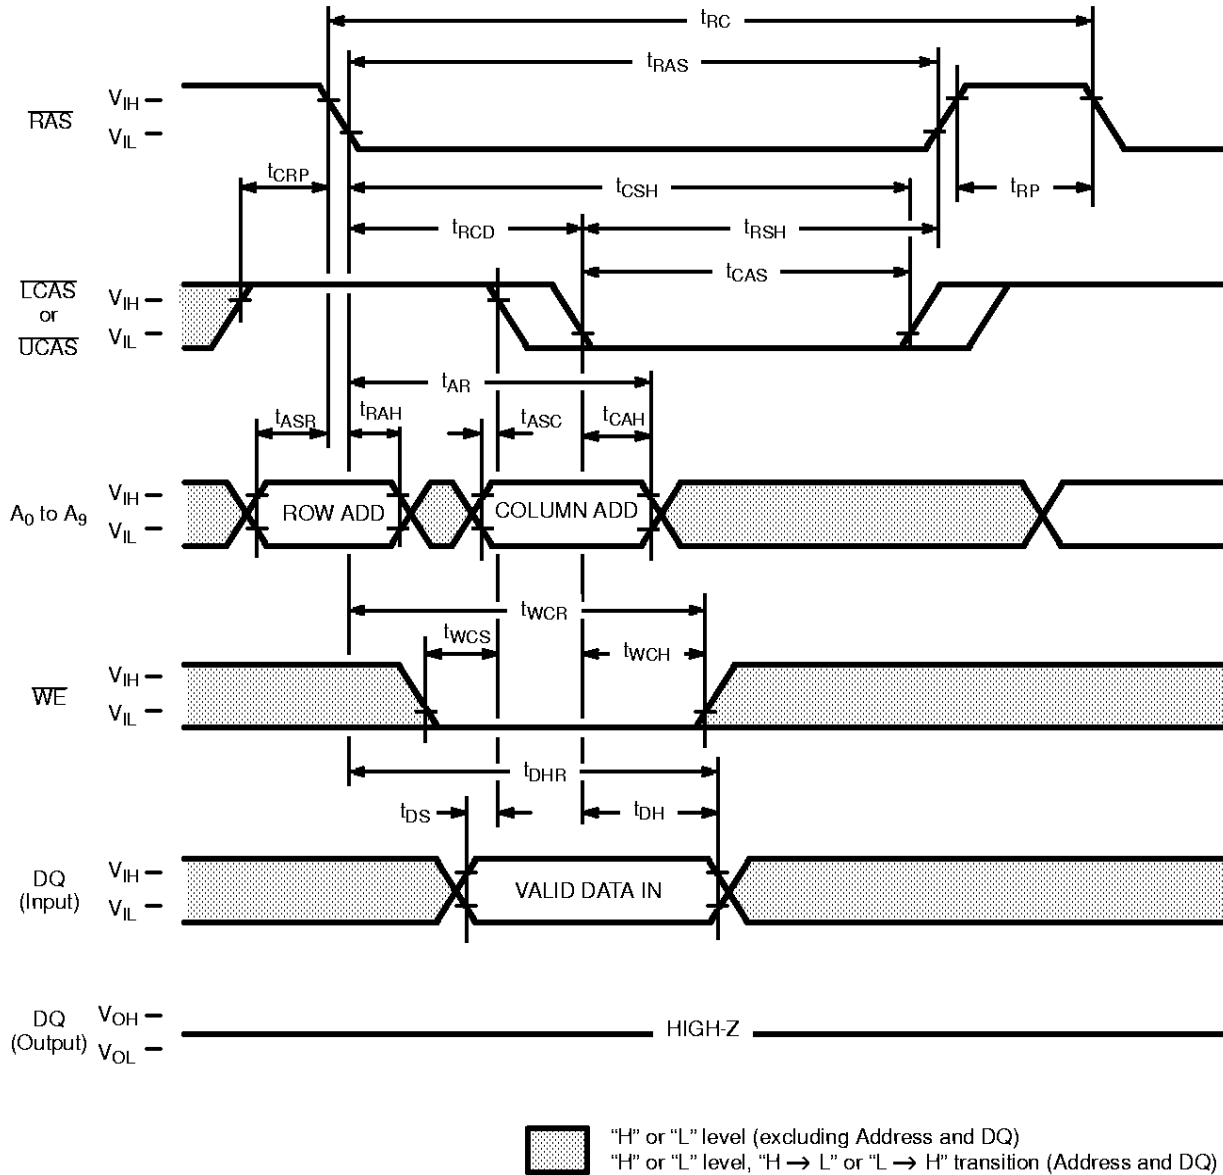 tRC
tRAS
RAS
VIH
VIL
tCRP
tCSH
tRP
tRCD
tRSH
tCAS
LCAS
or
UCAS
VIH
VIL
tAR
tASR
tRAH
tASC
tCAH
A0 to A9
VIH
VIL
ROW ADD
COLUMN ADD
tWCR
tWCS
tWCH
WE
VIH
VIL
tDHR
tDS
tDH
DQ
(Input)
VIH
VIL
VALID DATA IN
DQ
(Output)
VOH
VOL
HIGH-Z
“H” or “L” level (excluding Address and DQ)
“H” or “L” level, “H → L” or “L → H” transition (Address and DQ)